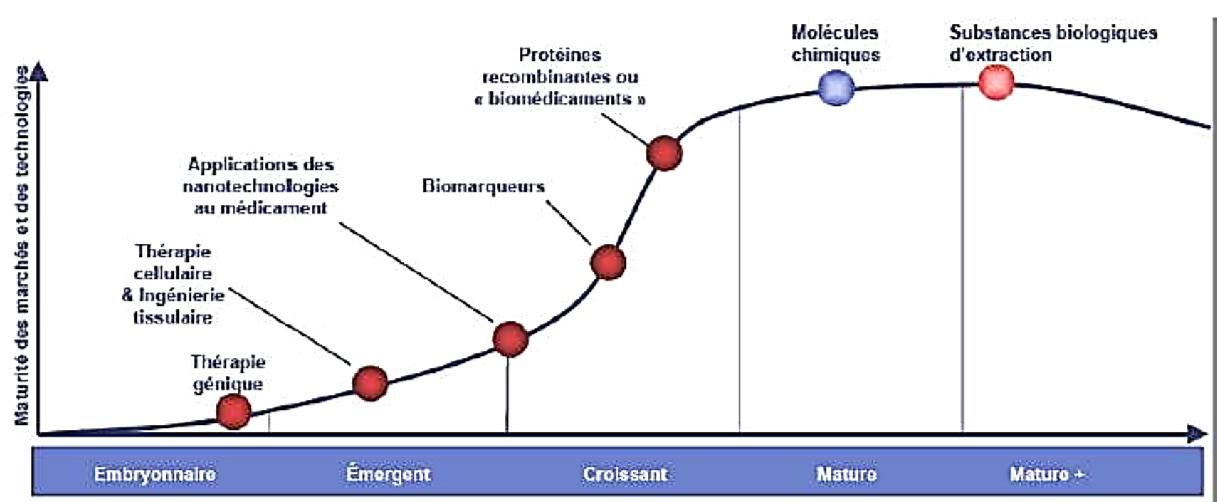 Maturité des marchés et des technologies
Molécules
chimiques
Substances biologiques
d'extraction
Protéines
recombinantes ou
« biomédicaments »
Applications des
nanotechnologies
au médicament
Biomarqueurs
Thérapie
cellulaire
& Ingénierie
tissulaire
Thérapie
génique
Embryonnaire
Émergent
Croissant
Mature
Mature +